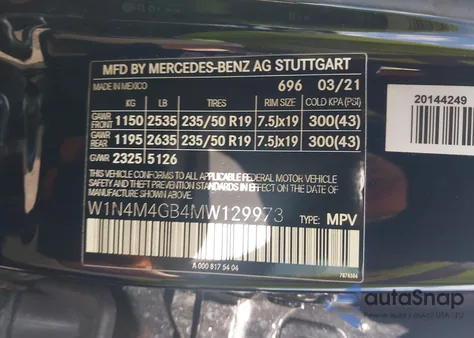 MFD BY MERCEDES-BENZ AG STUTTGART
MADE IN MEXICO 696 03/21
KG LB TIRES RIM SIZE COLD KPA (PSI)
GAWR FRONT 1150 2535 235/50 R19 7.5Jx19 300(43)
GAWR REAR 1195 2635 235/50 R19 7.5Jx19 300(43)
GVWR 2325 5126
THIS VEHICLE CONFORMS TO ALL APPLICABLE FEDERAL MOTOR VEHICLE
SAFETY BUMPER AND THEFT PREVENTION STANDARDS IN EFFECT
ON THE DATE OF MANUFACTURE SHOWN ABOVE.
W1N4M4GB4MW129973 TYPE: MPV
A 000 817 54 04
20144249
autoSnap